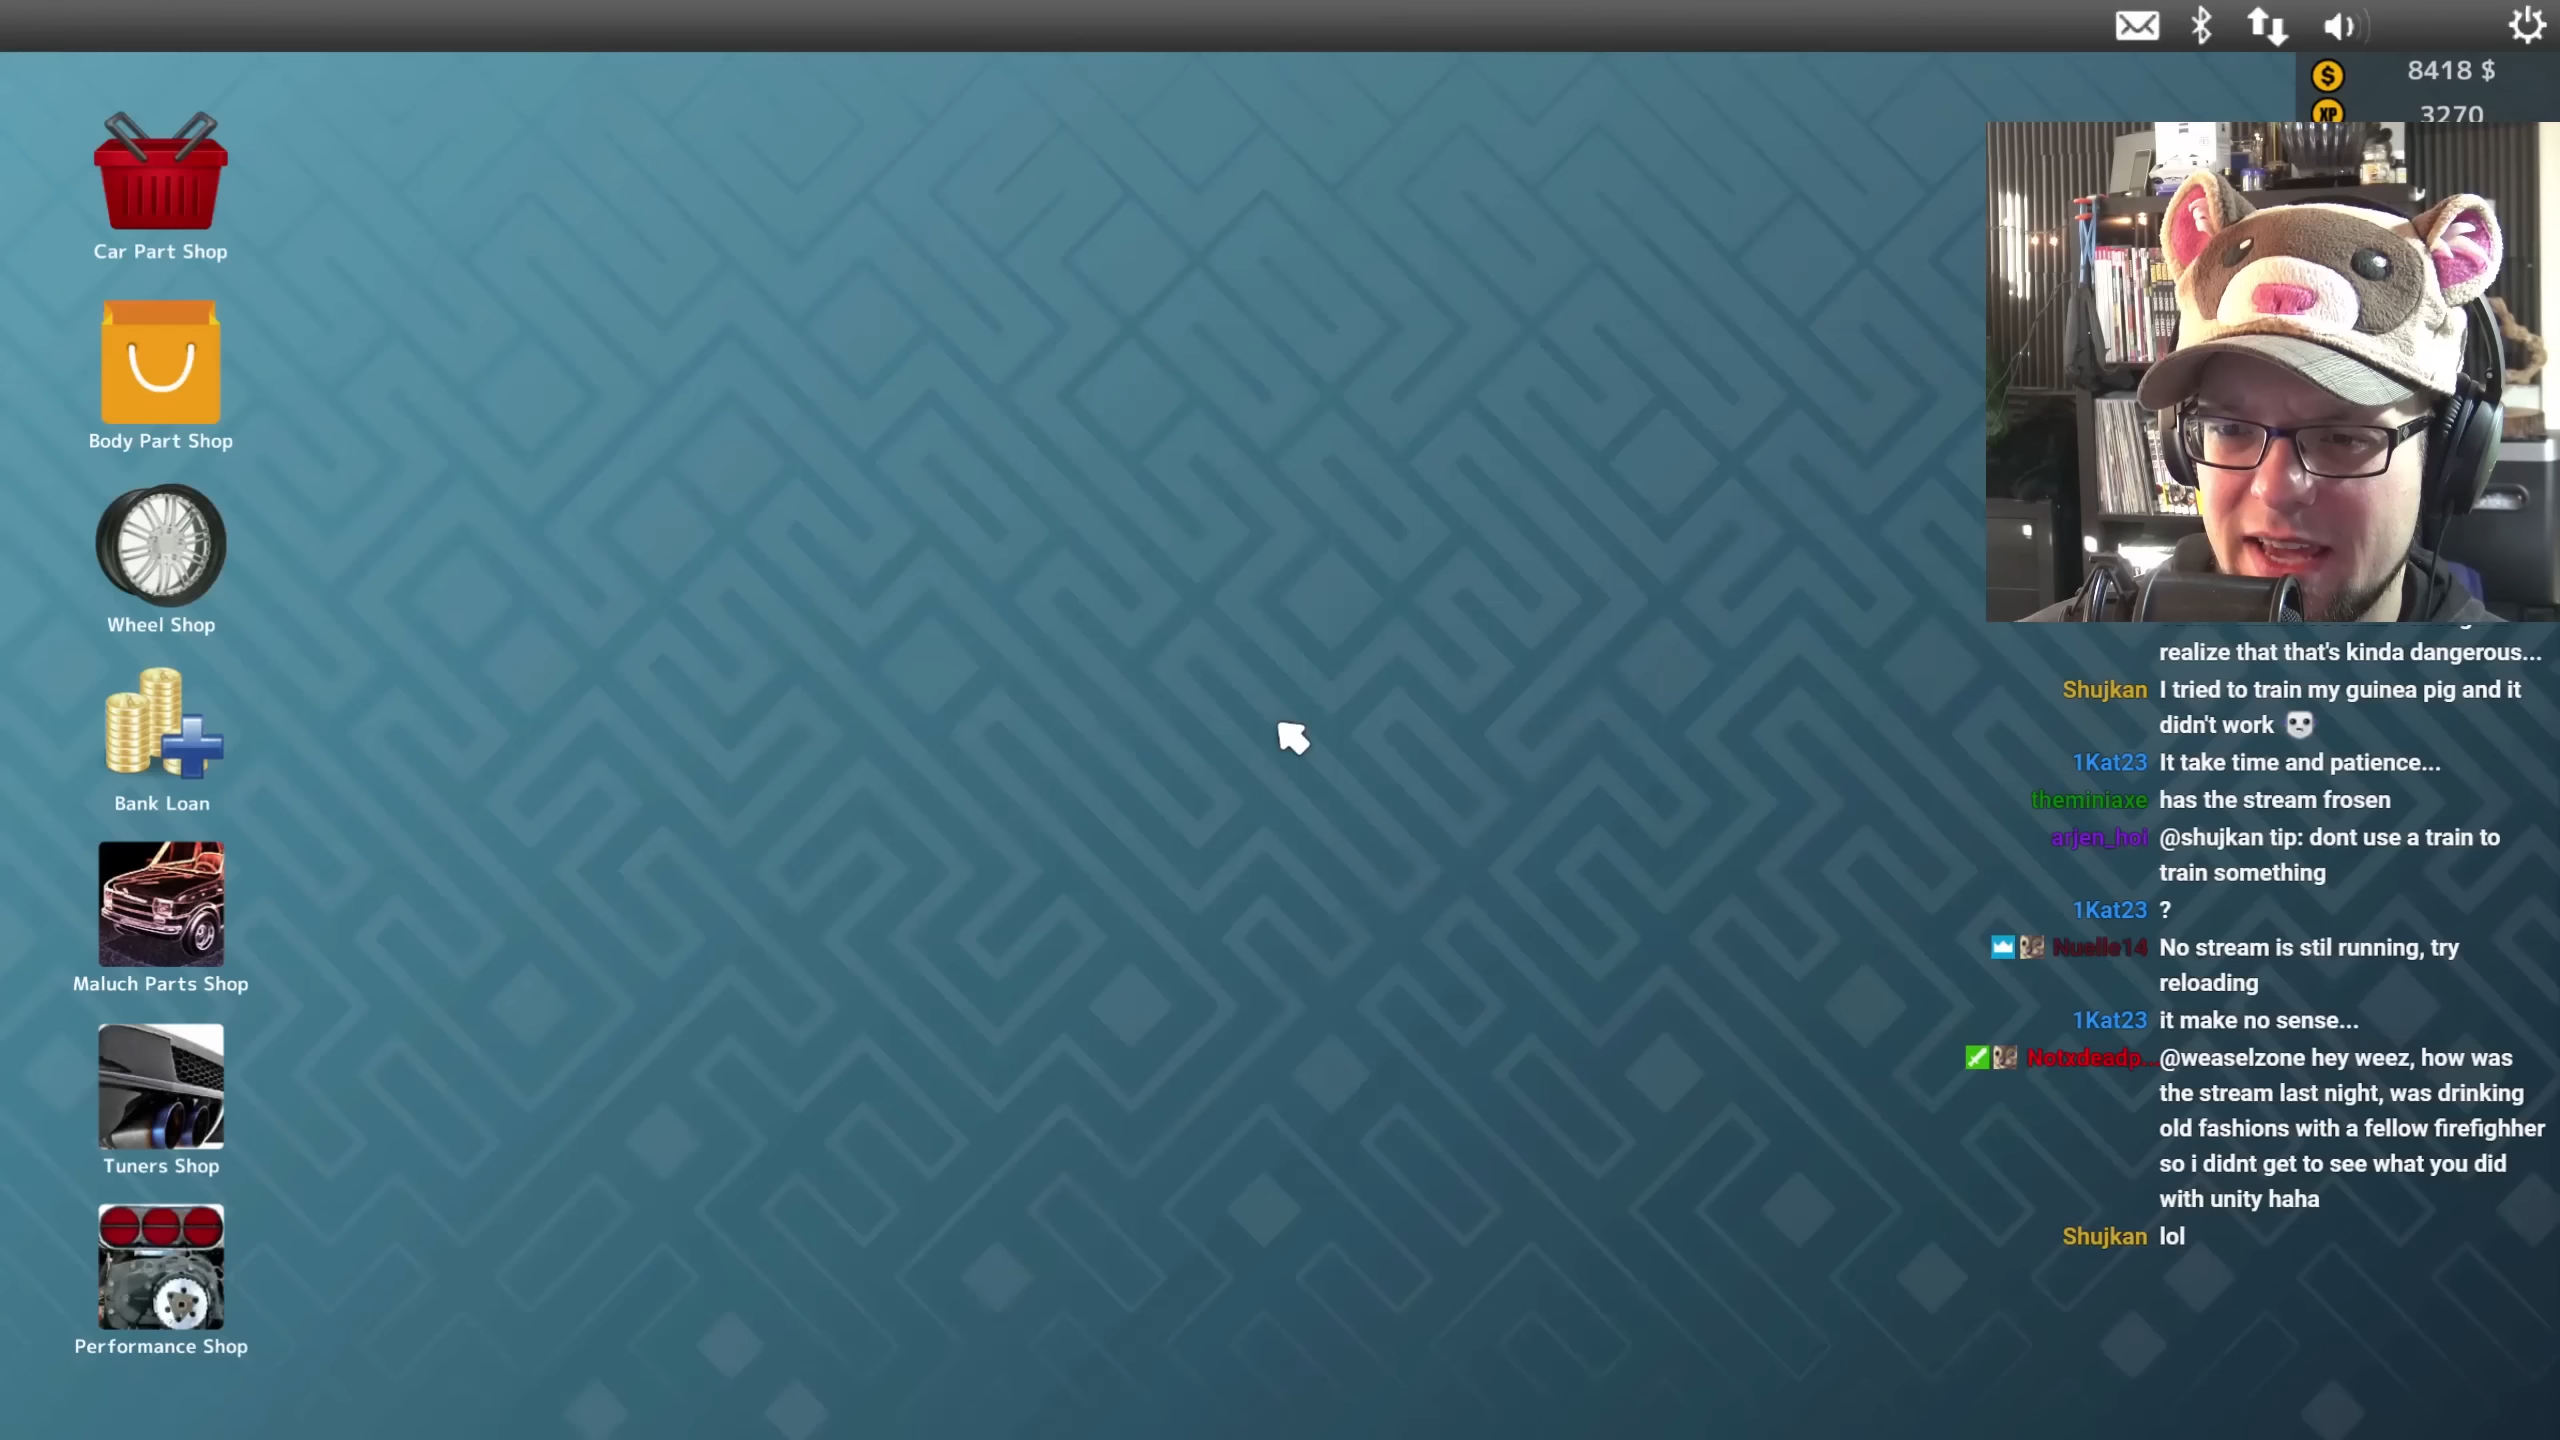 8418 $
3270
XP
Car Part Shop
Body Part Shop
Wheel Shop
Bank Loan
Maluch Parts Shop
Tuners Shop
Performance Shop
realize that that's kinda dangerous...
Shujkan I tried to train my guinea pig and it
didn't work
1Kat23 It take time and patience...
theminiaxe has the stream frosen
arjen_hoi @shujkan tip: dont use a train to
train something
1Kat23 ?
Nuelle14 No stream is stil running, try
reloading
1Kat23 it make no sense...
Notxdeadp... @weaselzone hey weez, how was
the stream last night, was drinking
old fashions with a fellow firefighher
so i didnt get to see what you did
with unity haha
Shujkan lol